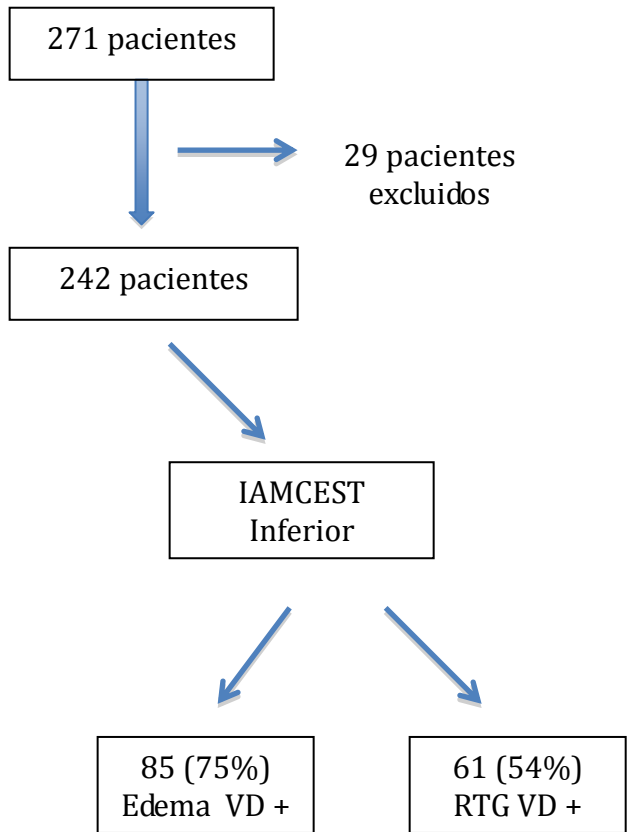 271 pacientes
29 pacientes
excluidos
242 pacientes
IAMCEST
Inferior
85 (75%)
Edema VD +
61 (54%)
RTG VD +